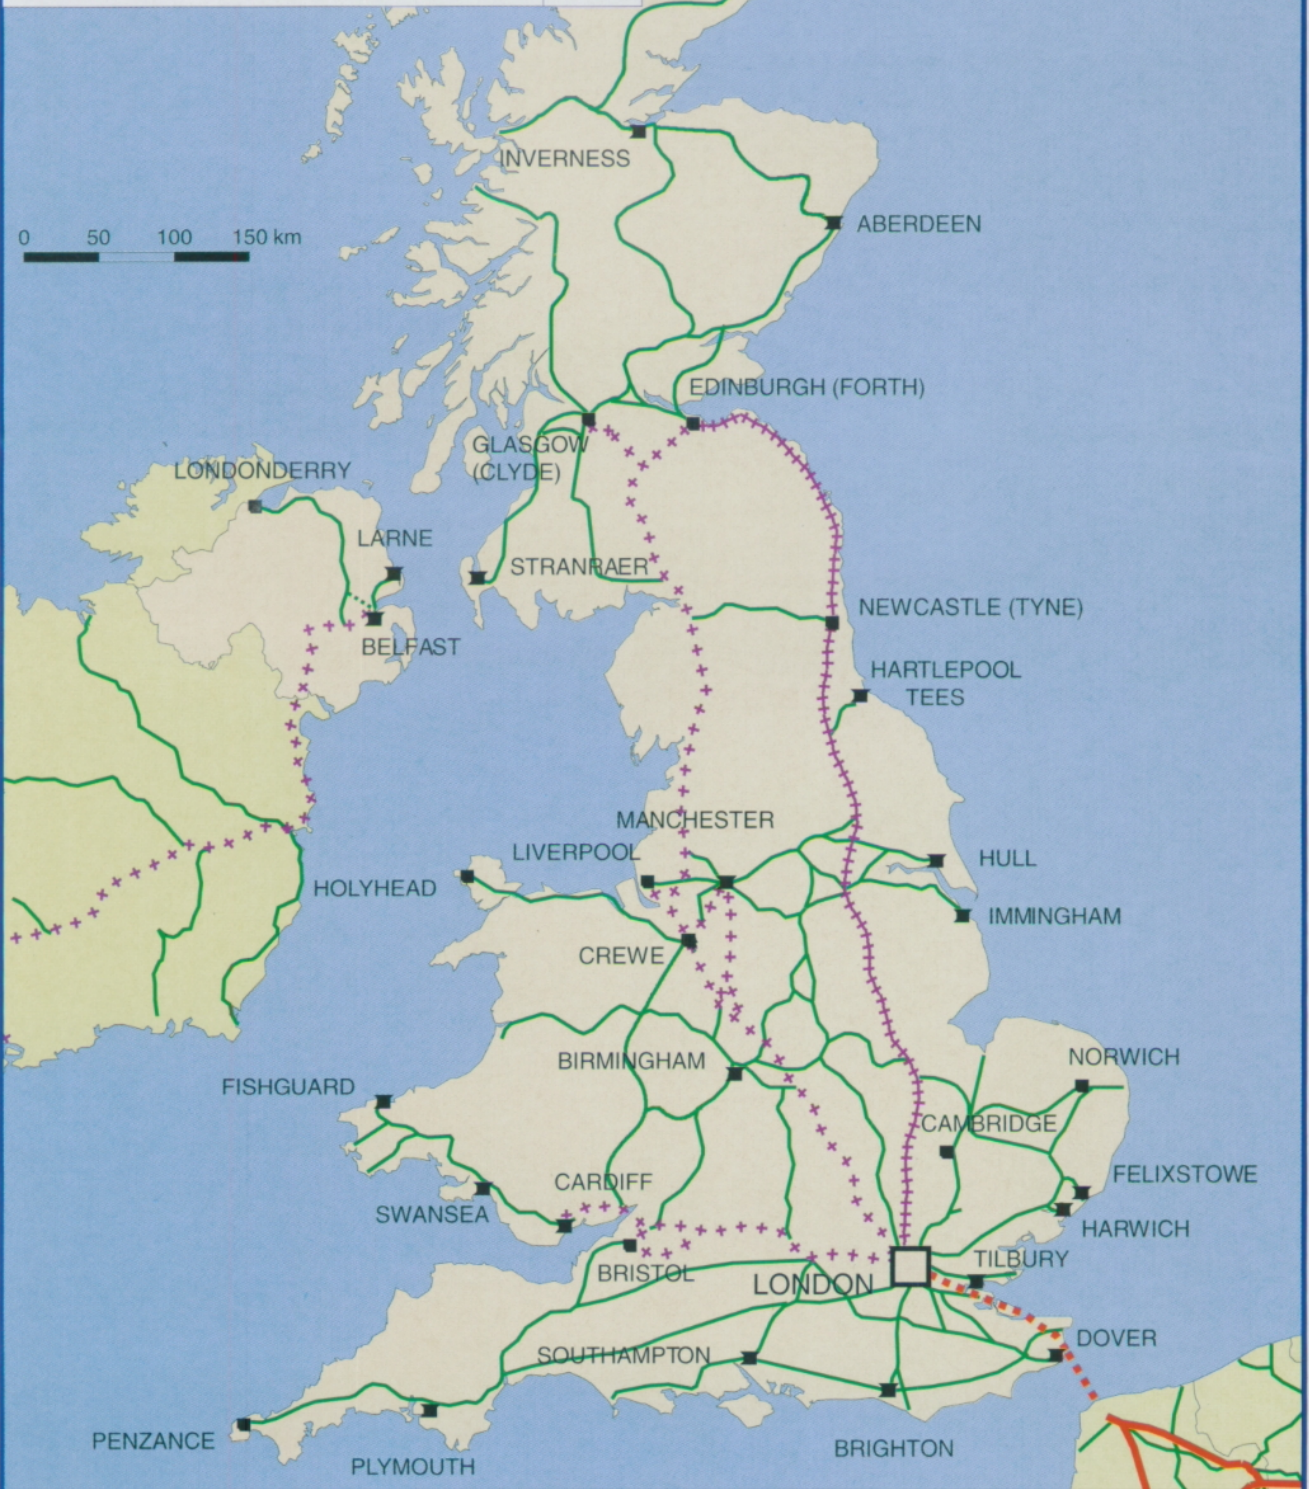 INVERNESS
0 50 100 150 km
ABERDEEN
EDINBURGH (FORTH)
GLASGOW
(CLYDE)
LONDONDERRY
LARNE
STRANRAER
NEWCASTLE (TYNE)
BELFAST
HARTLEPOOL
TEES
MANCHESTER
LIVERPOOL
HULL
HOLYHEAD
IMMINGHAM
CREWE
NORWICH
BIRMINGHAM
FISHGUARD
CAMBRIDGE
FELIXSTOWE
CARDIFF
SWANSEA
HARWICH
TILBURY
BRISTOL
LONDON
DOVER
SOUTHAMPTON
PENZANCE
BRIGHTON
PLYMOUTH